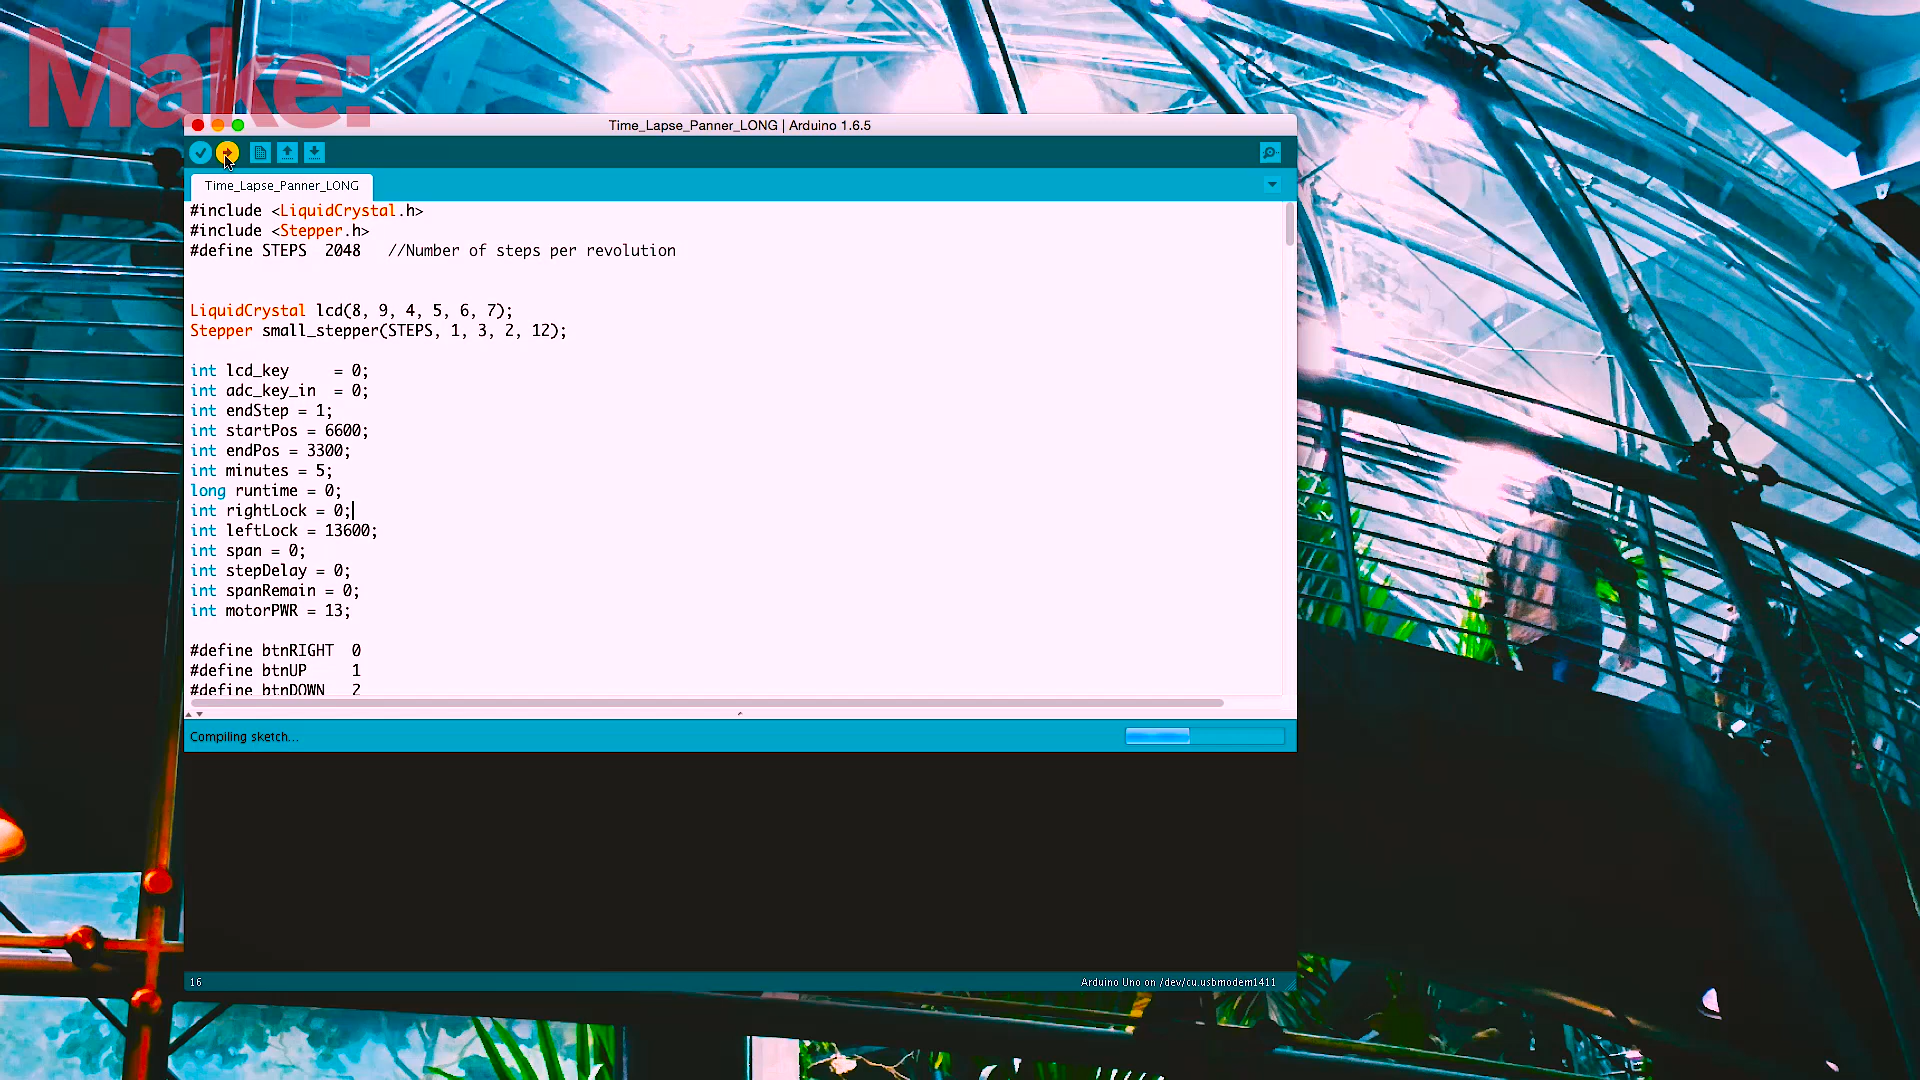 Make:
Time_Lapse_Panner_LONG | Arduino 1.6.5
Time_Lapse_Panner_LONG
#include <LiquidCrystal.h>
#include <Stepper.h>
#define STEPS  2048   //Number of steps per revolution
LiquidCrystal lcd(8, 9, 4, 5, 6, 7);
Stepper small_stepper(STEPS, 1, 3, 2, 12);
int lcd_key     = 0;
int adc_key_in  = 0;
int endStep = 1;
int startPos = 6600;
int endPos = 3300;
int minutes = 5;
long runtime = 0;
int rightLock = 0;
int leftLock = 13600;
int span = 0;
int stepDelay = 0;
int spanRemain = 0;
int motorPWR = 13;
#define btnRIGHT  0
#define btnUP     1
#define btnDOWN   2
Compiling sketch...
16
Arduino Uno on /dev/cu.usbmodem1411